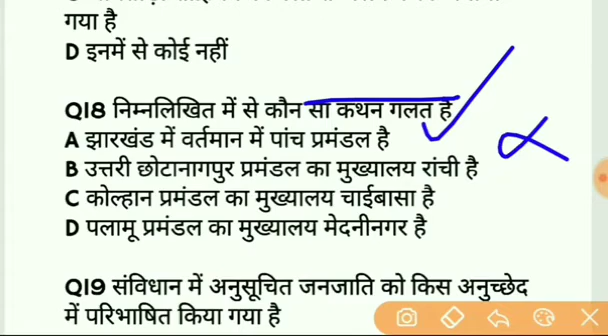 गया है
D इनमें से कोई नहीं
Q18 निम्नलिखित में से कौन सा कथन गलत है
A झारखंड में वर्तमान में पांच प्रमंडल है
B उत्तरी छोटानागपुर प्रमंडल का मुख्यालय रांची है
C कोल्हान प्रमंडल का मुख्यालय चाईबासा है
D पलामू प्रमंडल का मुख्यालय मेदनीनगर है
Q19 संविधान में अनुसूचित जनजाति को किस अनुच्छेद
में परिभाषित किया गया है